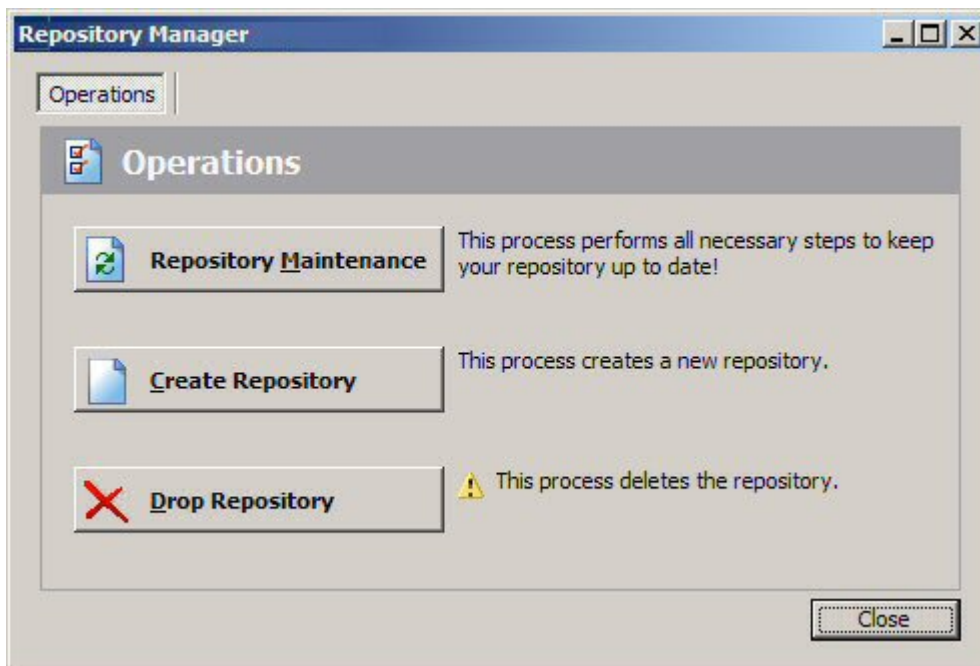 Repository Manager
Operations
Operations
Repository Maintenance
This process performs all necessary steps to keep
your repository up to date!
Create Repository
This process creates a new repository.
Drop Repository
This process deletes the repository.
Close